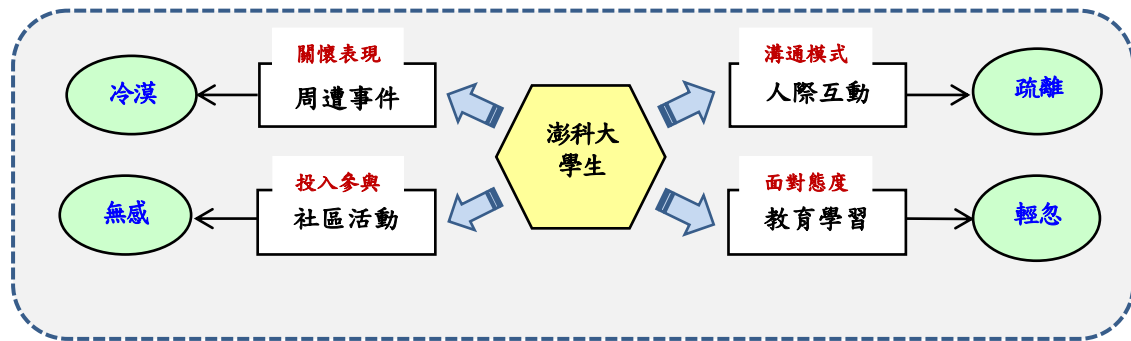 關懷表現
周遭事件
冷漠
投入參與
社區活動
無感
澎科大
學生
溝通模式
人際互動
疏離
面對態度
教育學習
輕忽